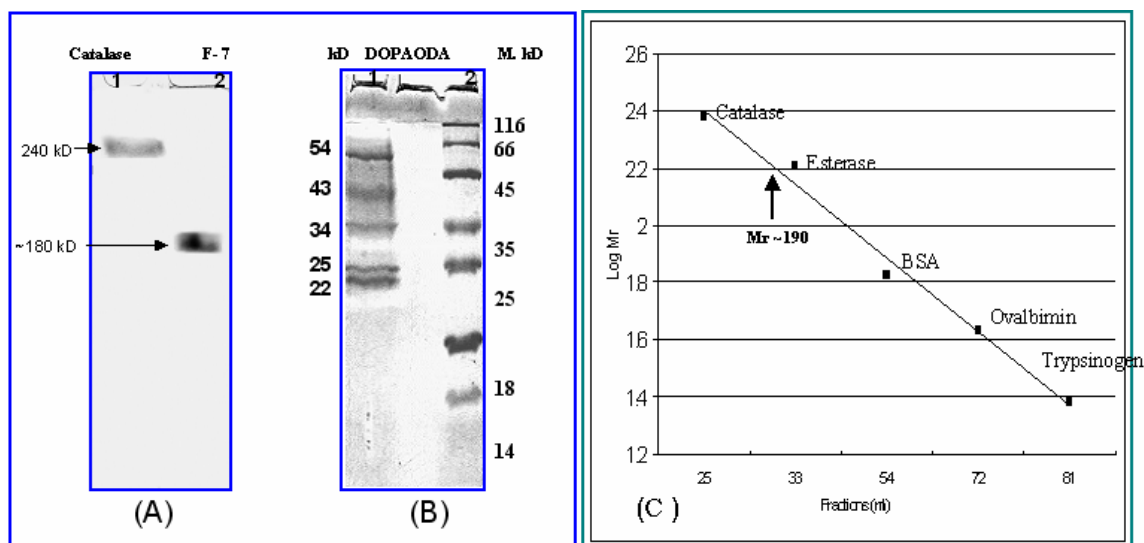 Catalase F-7
1 2
240 kD
~180 kD
(A)
kD DOPAODA M. kD
1 2
54
43
34
25
22
116
66
45
35
25
18
14
(B)
26
24
22
2
18
16
14
12
Log Mr
Catalase
Esterase
Mr ~190
BSA
Ovalbimin
Trypsinogen
25 33 54 72 81
Fractions(ml)
(C )